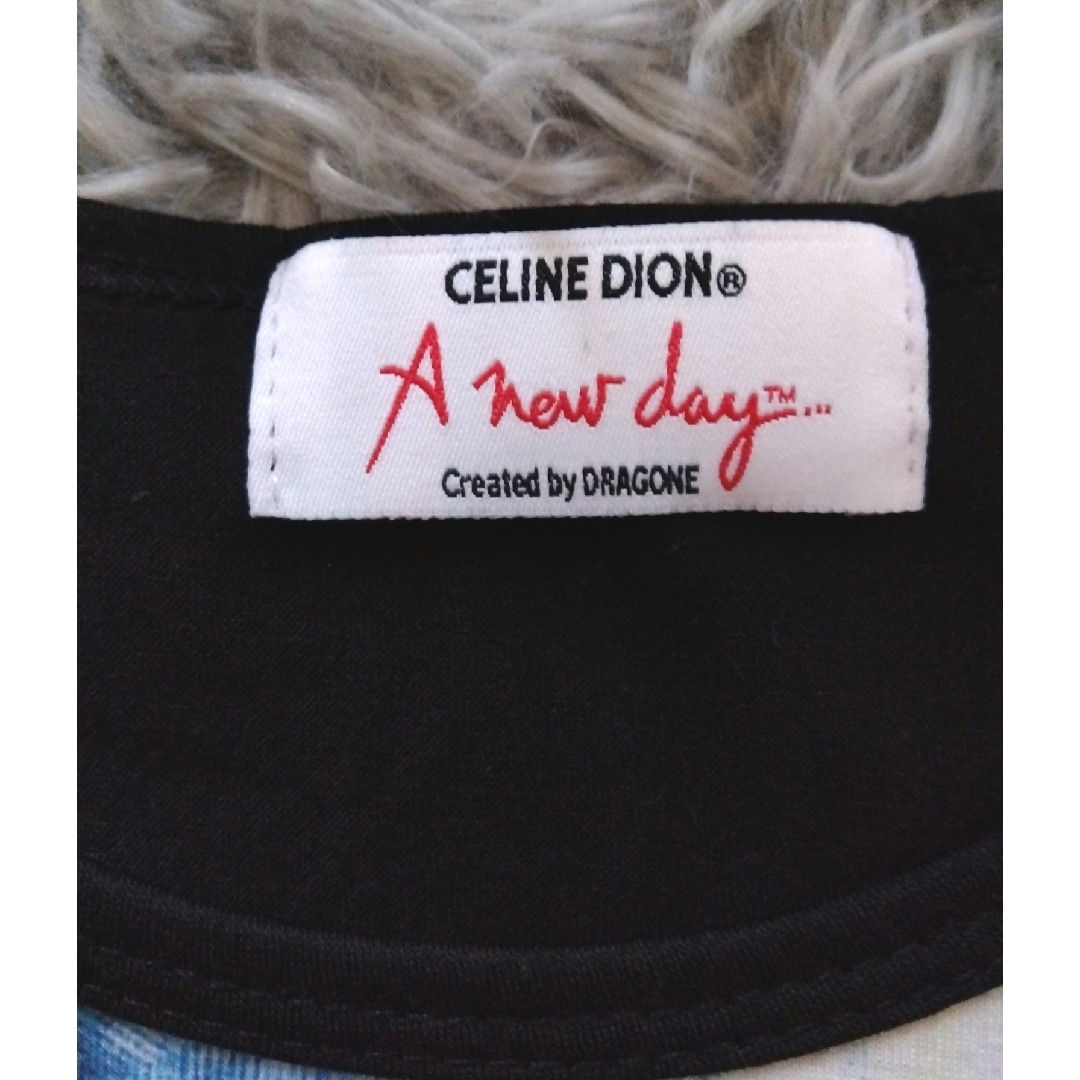 CELINE DION®
A new day™...
Created by DRAGONE